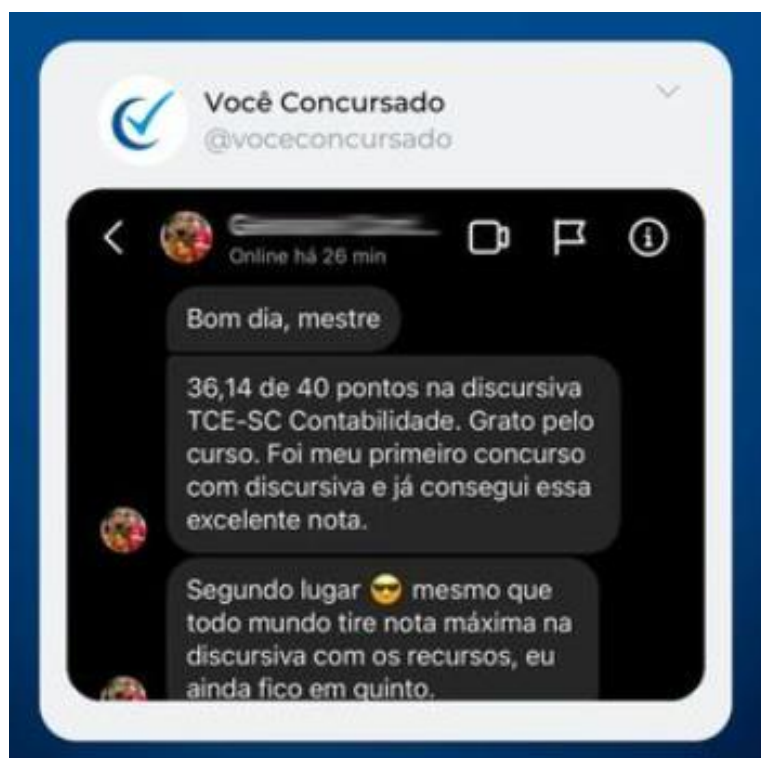 Você Concursado
@voceconcursado
Online há 26 min
Bom dia, mestre
36,14 de 40 pontos na discursiva
TCE-SC Contabilidade. Grato pelo
curso. Foi meu primeiro concurso
com discursiva e já consegui essa
excelente nota.
Segundo lugar 😎 mesmo que
todo mundo tire nota máxima na
discursiva com os recursos, eu
ainda fico em quinto.